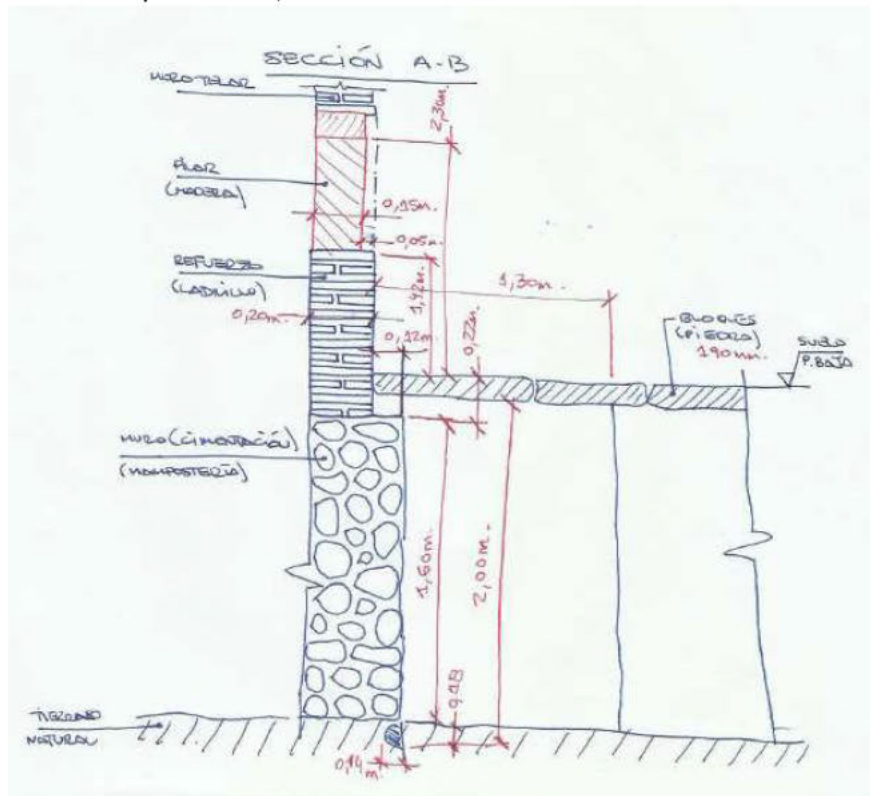 SECCIÓN A-B
MURO TELAR
2,30m.
PILAR
(MADERA)
0,15m.
0,05m.
REFUERZO
(LADRILLO)
0,20m.
1,42m.
1,30m.
0,12m.
0,22m.
BLOQUES
(PIEDRA)
190mm.
SUELO
P.BAJA
MURO (CIMENTACIÓN)
(MAMPOSTERÍA)
1,60m.
2,00m.
0,18
TIERRAS
NATURAL
0,14m.